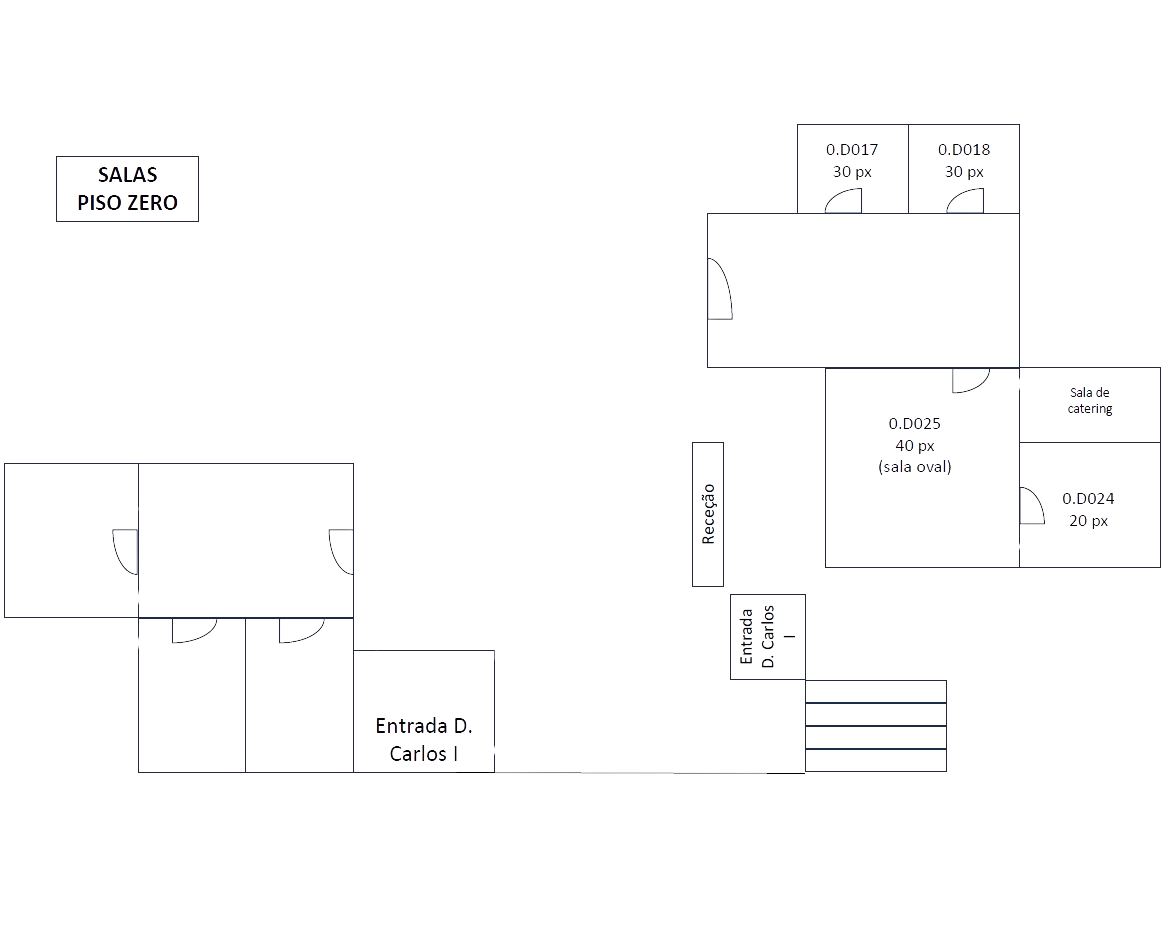 SALAS
PISO ZERO
0.D017
30 px
0.D018
30 px
Sala de
catering
0.D025
40 px
(sala oval)
0.D024
20 px
Receção
Entrada
D. Carlos
I
Entrada D.
Carlos I